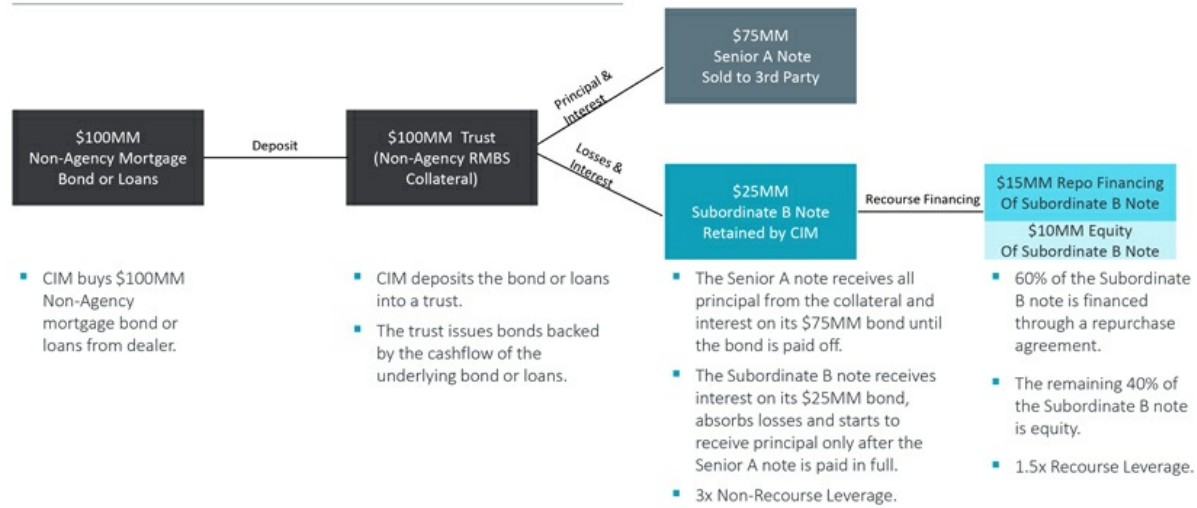 $100MM
Non-Agency Mortgage
Bond or Loans
Deposit
$100MM Trust
(Non-Agency RMBS
Collateral)
Principal &
Interest
Losses &
Interest
$75MM
Senior A Note
Sold to 3rd Party
$25MM
Subordinate B Note
Retained by CIM
Recourse Financing
$15MM Repo Financing
Of Subordinate B Note
$10MM Equity
Of Subordinate B Note
▪ CIM buys $100MM
Non-Agency
mortgage bond or
loans from dealer.
▪ CIM deposits the bond or loans
into a trust.
▪ The trust issues bonds backed
by the cashflow of the
underlying bond or loans.
▪ The Senior A note receives all
principal from the collateral and
interest on its $75MM bond until
the bond is paid off.
▪ The Subordinate B note receives
interest on its $25MM bond,
absorbs losses and starts to
receive principal only after the
Senior A note is paid in full.
▪ 3x Non-Recourse Leverage.
▪ 60% of the Subordinate
B note is financed
through a repurchase
agreement.
▪ The remaining 40% of
the Subordinate B note
is equity.
▪ 1.5x Recourse Leverage.